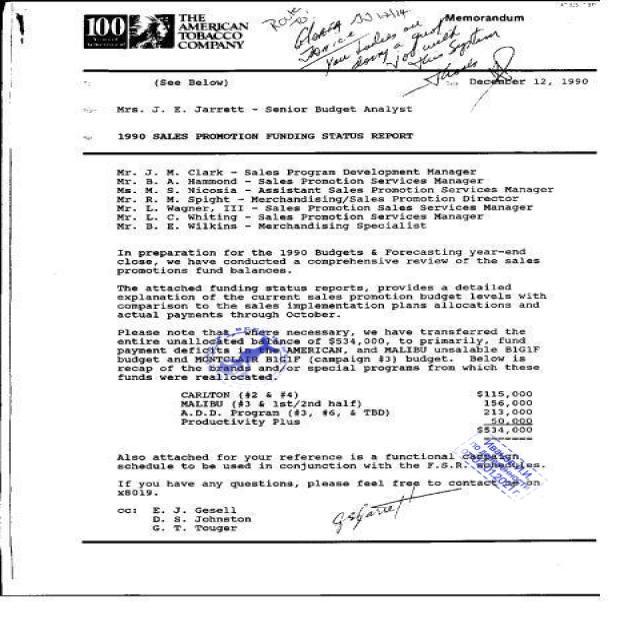 100
THE
AMERICAN
TOBACCO
COMPANY
Memorandum
You Ladies are
doing a good
job with
this System
Thanks
(See Below)
December 12, 1990
Mrs. J. E. Jarrett - Senior Budget Analyst
1990 SALES PROMOTION FUNDING STATUS REPORT
Mr. J. M. Clark - Sales Program Development Manager
Mr. B. A. Hammond - Sales Promotion Services Manager
Ms. M. S. Nicosia - Assistant Sales Promotion Services Manager
Mr. R. M. Spight - Merchandising/Sales Promotion Director
Mr. L. Wagner, III - Sales Promotion Sales Services Manager
Mr. L. C. Whiting - Sales Promotion Services Manager
Mr. B. E. Wilkins - Merchandising Specialist
In preparation for the 1990 Budgets & Forecasting year-end
close, we have conducted a comprehensive review of the sales
promotions fund balances.
The attached funding status reports, provides a detailed
explanation of the current sales promotion budget levels with
comparison to the sales implementation plans allocations and
actual payments through October.
Please note that, where necessary, we have transferred the
entire unallocated balance of $534,000, to primarily, fund
payment deficits in the AMERICAN, and MALIBU unsalable B1G1F
budget and MONTCLAIR B1G1F (campaign #3) budget. Below is
recap of the brands and/or special programs from which these
funds were reallocated.
CARLTON (#2 & #4) $115,000
MALIBU (#3 & 1st/2nd half) 156,000
A.D.D. Program (#3, #6, & TBD) 213,000
Productivity Plus 50,000
$534,000
Also attached for your reference is a functional campaign
schedule to be used in conjunction with the F.S.R. schedules.
If you have any questions, please feel free to contact me on
x8019.
cc: E. J. Gesell
D. S. Johnston
G. T. Touger